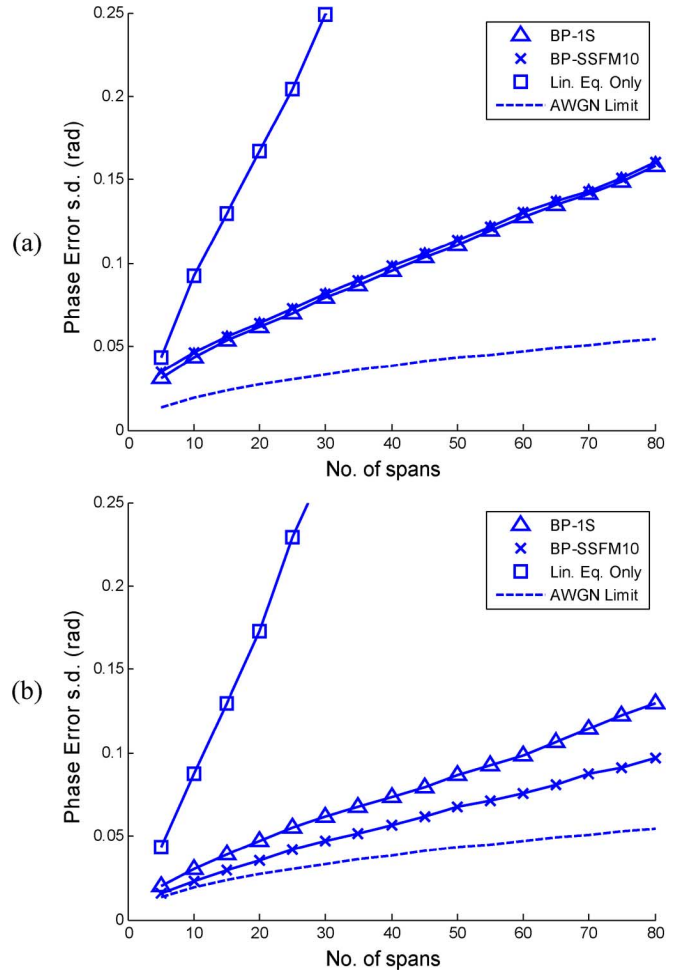 (a)
Phase Error s.d. (rad)
0.25
0.2
0.15
0.1
0.05
0
BP-1S
BP-SSFM10
Lin. Eq. Only
AWGN Limit
0 10 20 30 40 50 60 70 80
No. of spans
(b)
Phase Error s.d. (rad)
0.25
0.2
0.15
0.1
0.05
0
BP-1S
BP-SSFM10
Lin. Eq. Only
AWGN Limit
0 10 20 30 40 50 60 70 80
No. of spans